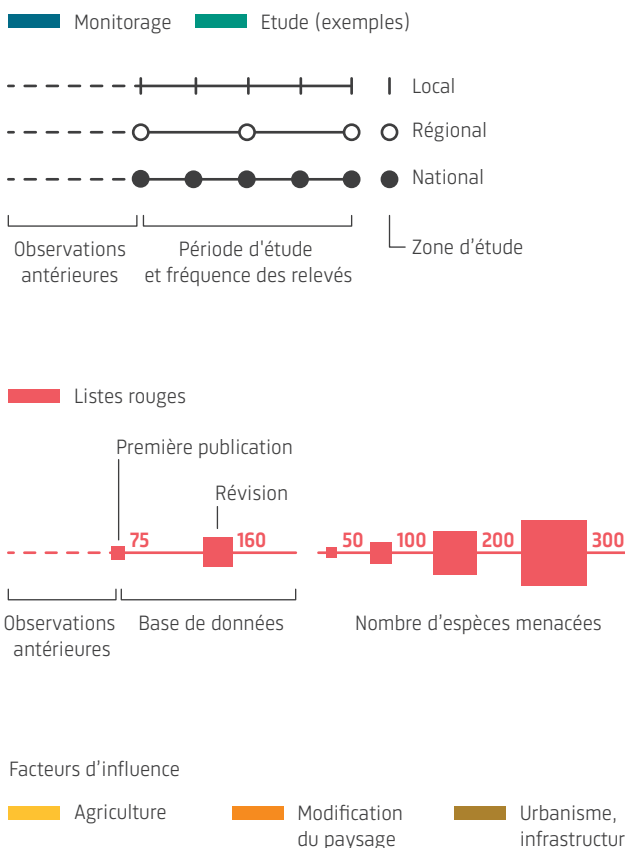 Monitorage Etude (exemples)
Local
Régional
National
Observations
antérieures
Période d'étude
et fréquence des relevés
Zone d’étude
Listes rouges
Première publication
Révision
75 160 50 100 200 300
Observations
antérieures
Base de données
Nombre d’espèces menacées
Facteurs d’influence
Agriculture
Modification
du paysage
Urbanisme,